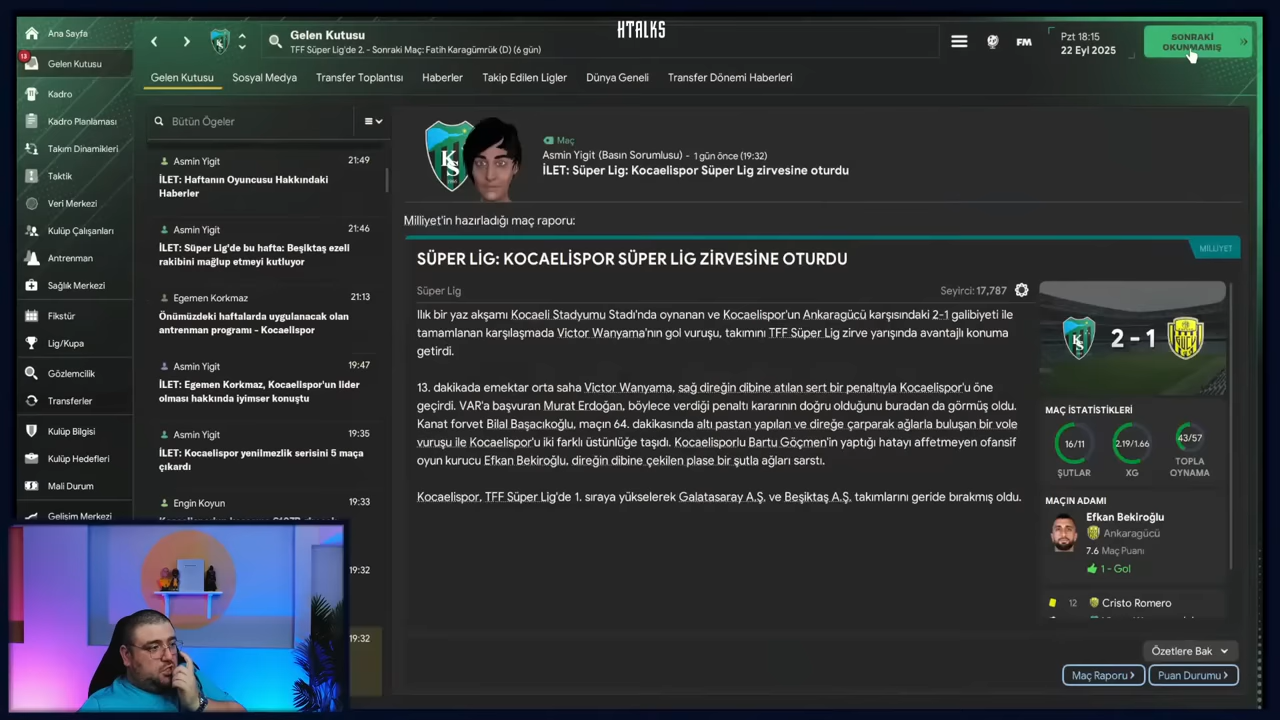 HTALKS
Ana Sayfa
13
Gelen Kutusu
Kadro
Kadro Planlaması
Takım Dinamikleri
Taktik
Veri Merkezi
Kulüp Çalışanları
Antrenman
Sağlık Merkezi
Fikstür
Lig/Kupa
Gözlemcilik
Transferler
Kulüp Bilgisi
Kulüp Hedefleri
Mali Durum
Gelişim Merkezi
Gelen Kutusu
TFF Süper Lig'de 2. - Sonraki Maç: Fatih Karagümrük (D) (6 gün)
FM
Pzt 18:15
22 Eyl 2025
SONRAKİ
OKUNMAMIŞ
Gelen Kutusu Sosyal Medya Transfer Toplantısı Haberler Takip Edilen Ligler Dünya Geneli Transfer Dönemi Haberleri
Bütün Ögeler
Asmin Yigit 21:49
İLET: Haftanın Oyuncusu Hakkındaki
Haberler
Asmin Yigit 21:46
İLET: Süper Lig'de bu hafta: Beşiktaş ezeli
rakibini mağlup etmeyi kutluyor
Egemen Korkmaz 21:13
Önümüzdeki haftalarda uygulanacak olan
antrenman programı - Kocaelispor
Asmin Yigit 19:47
İLET: Egemen Korkmaz, Kocaelispor'un lider
olması hakkında iyimser konuştu
Asmin Yigit 19:35
İLET: Kocaelispor yenilmezlik serisini 5 maça
çıkardı
Engin Koyun 19:33
19:32
19:32
Maç
Asmin Yigit (Basın Sorumlusu) - 1 gün önce (19:32)
İLET: Süper Lig: Kocaelispor Süper Lig zirvesine oturdu
Milliyet'in hazırladığı maç raporu:
MİLLİYET
SÜPER LİG: KOCAELİSPOR SÜPER LİG ZİRVESİNE OTURDU
Süper Lig Seyirci: 17,787
Ilık bir yaz akşamı Kocaeli Stadyumu Stadı'nda oynanan ve Kocaelispor'un Ankaragücü karşısındaki 2-1 galibiyeti ile
tamamlanan karşılaşmada Victor Wanyama'nın gol vuruşu, takımını TFF Süper Lig zirve yarışında avantajlı konuma
getirdi.
13. dakikada emektar orta saha Victor Wanyama, sağ direğin dibine atılan sert bir penaltıyla Kocaelispor'u öne
geçirdi. VAR'a başvuran Murat Erdoğan, böylece verdiği penaltı kararının doğru olduğunu buradan da görmüş oldu.
Kanat forvet Bilal Başacıkoğlu, maçın 64. dakikasında altı pastan yapılan ve direğe çarparak ağlarla buluşan bir vole
vuruşu ile Kocaelispor'u iki farklı üstünlüğe taşıdı. Kocaelisporlu Bartu Göçmen'in yaptığı hatayı affetmeyen ofansif
oyun kurucu Efkan Bekiroğlu, direğin dibine çekilen plase bir şutla ağları sarstı.
Kocaelispor, TFF Süper Lig'de 1. sıraya yükselerek Galatasaray A.Ş. ve Beşiktaş A.Ş. takımlarını geride bırakmış oldu.
2 - 1
MAÇ İSTATİSTİKLERİ
16/11 2.19/1.66 43/57
ŞUTLAR XG TOPLA
OYNAMA
MAÇIN ADAMI
Efkan Bekiroğlu
Ankaragücü
7.6 Maç Puanı
1 - Gol
12 Cristo Romero
Özetlere Bak
Maç Raporu
Puan Durumu